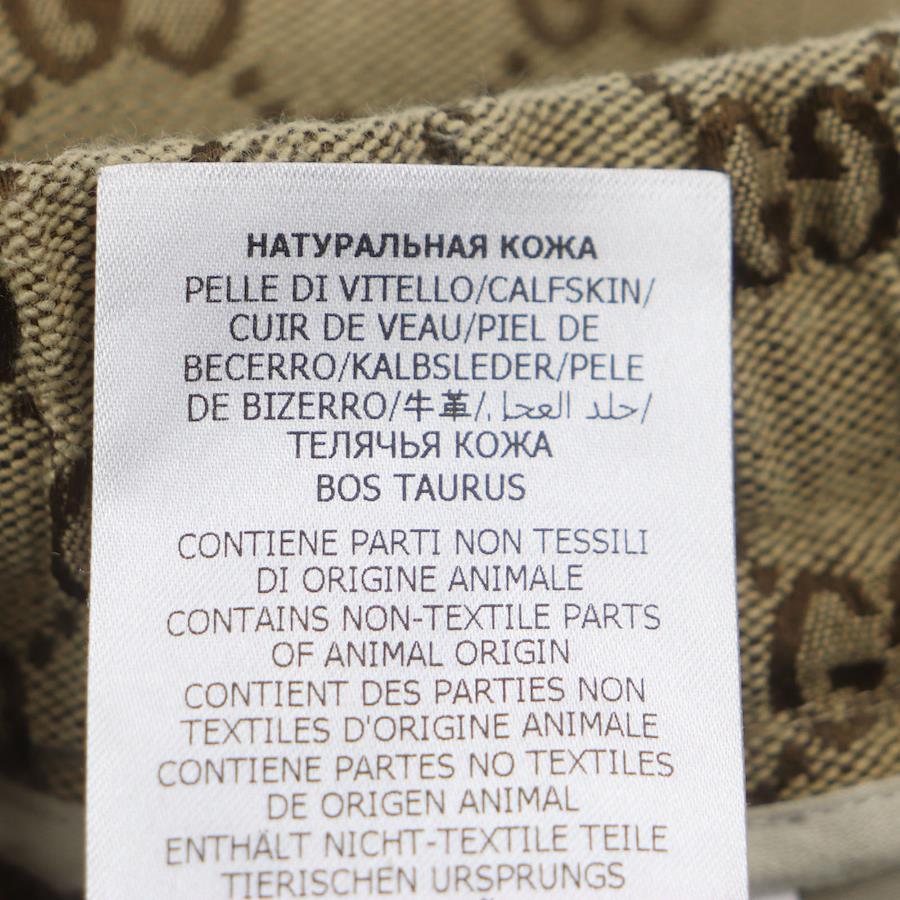 НАТУРАЛЬНАЯ КОЖА
PELLE DI VITELLO/CALFSKIN/
CUIR DE VEAU/PIEL DE
BECERRO/KALBSLEDER/PELE
DE BIZERRO/牛革/جلد العجل/
ТЕЛЯЧЬЯ КОЖА
BOS TAURUS
CONTIENE PARTI NON TESSILI
DI ORIGINE ANIMALE
CONTAINS NON-TEXTILE PARTS
OF ANIMAL ORIGIN
CONTIENT DES PARTIES NON
TEXTILES D'ORIGINE ANIMALE
CONTIENE PARTES NO TEXTILES
DE ORIGEN ANIMAL
ENTHÄLT NICHT-TEXTILE TEILE
TIERISCHEN URSPRUNGS